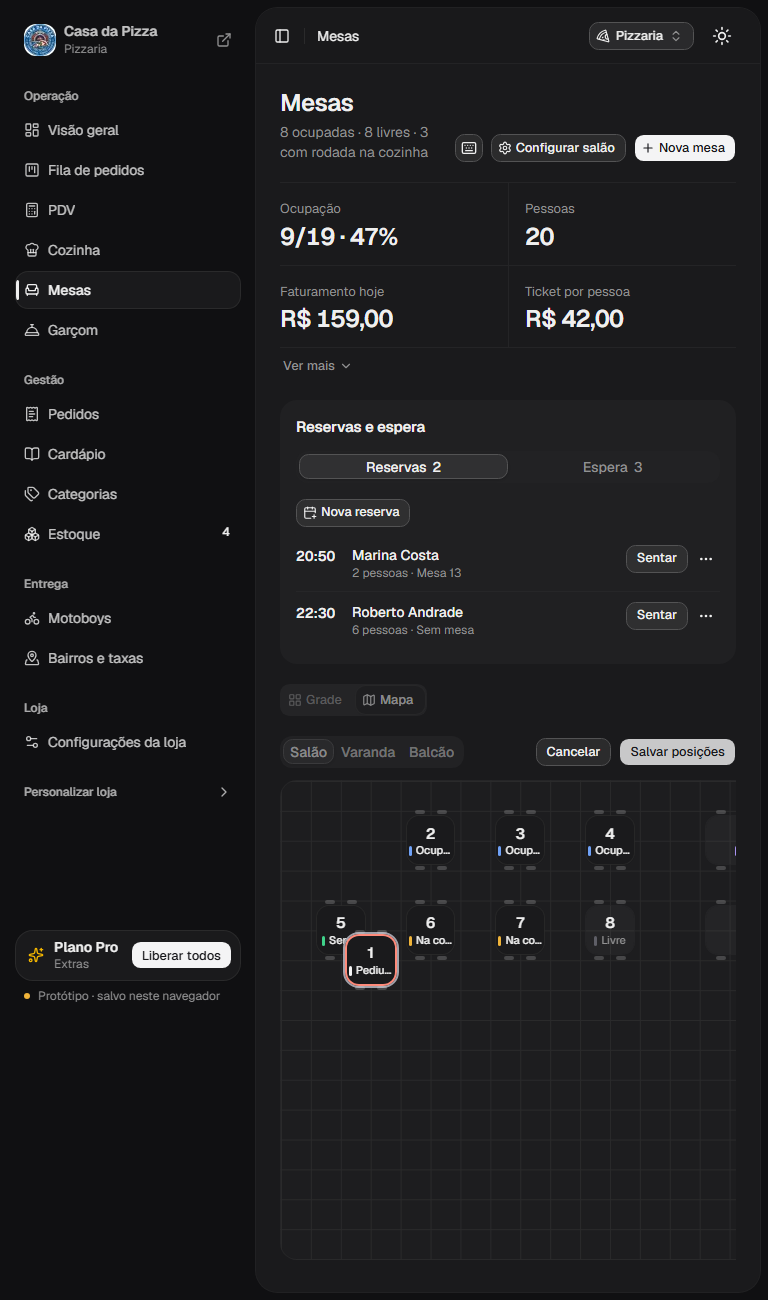 Casa da Pizza
Pizzaria
Operação
Visão geral
Fila de pedidos
PDV
Cozinha
Mesas
Garçom
Gestão
Pedidos
Cardápio
Categorias
Estoque 4
Entrega
Motoboys
Bairros e taxas
Loja
Configurações da loja
Personalizar loja
Plano Pro
Extras
Liberar todos
Protótipo · salvo neste navegador
Mesas
Pizzaria
Mesas
8 ocupadas · 8 livres · 3
com rodada na cozinha
Configurar salão
Nova mesa
Ocupação
9/19 · 47%
Pessoas
20
Faturamento hoje
R$ 159,00
Ticket por pessoa
R$ 42,00
Ver mais
Reservas e espera
Reservas 2
Espera 3
Nova reserva
20:50 Marina Costa
2 pessoas · Mesa 13
Sentar
22:30 Roberto Andrade
6 pessoas · Sem mesa
Sentar
Grade Mapa
Salão Varanda Balcão
Cancelar
Salvar posições
2
Ocup...
3
Ocup...
4
Ocup...
5
6
Na co...
7
Na co...
8
Livre
1
Pediu...